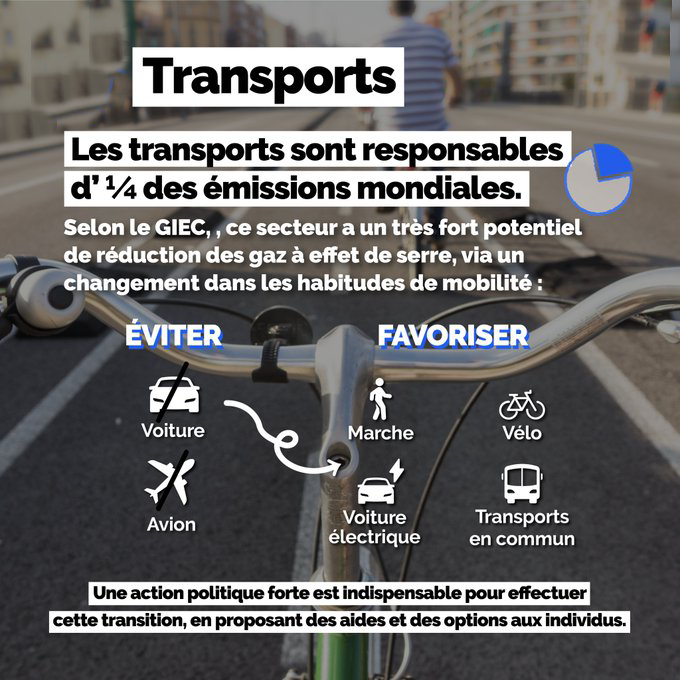 Transports
Les transports sont responsables
d' ¼ des émissions mondiales.
Selon le GIEC, , ce secteur a un très fort potentiel
de réduction des gaz à effet de serre, via un
changement dans les habitudes de mobilité :
ÉVITER
FAVORISER
Voiture
Avion
Marche
Vélo
Voiture
électrique
Transports
en commun
Une action politique forte est indispensable pour effectuer
cette transition, en proposant des aides et des options aux individus.